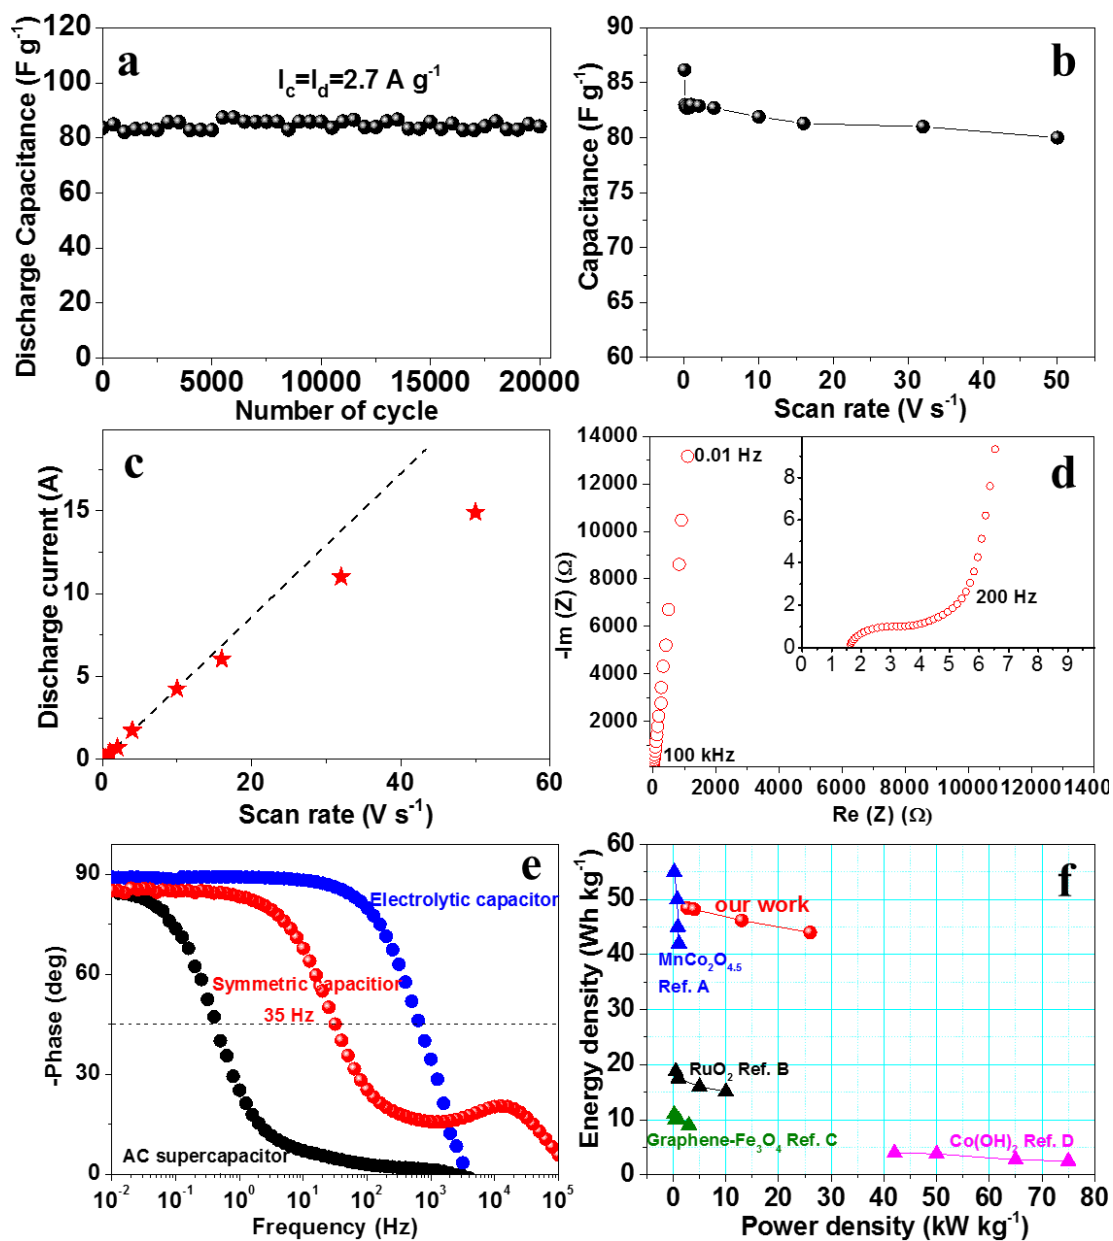 a
I_c=I_d=2.7 A g⁻¹
Discharge Capacitance (F g⁻¹)
120
100
80
60
40
20
0
0 5000 10000 15000 20000
Number of cycle
b
Capacitance (F g⁻¹)
90
85
80
75
70
65
60
0 10 20 30 40 50
Scan rate (V s⁻¹)
c
Discharge current (A)
15
10
5
0
0 20 40 60
Scan rate (V s⁻¹)
d
-Im (Z) (Ω)
14000
12000
10000
8000
6000
4000
2000
0.01 Hz
100 kHz
0 2000 4000 6000 8000 10000 12000 1400
Re (Z) (Ω)
8
6
4
2
0
200 Hz
0 1 2 3 4 5 6 7 8 9
e
-Phase (deg)
90
60
30
0
Electrolytic capacitor
Symmetric Capacitior
35 Hz
AC supercapacitor
10⁻² 10⁻¹ 10⁰ 10¹ 10² 10³ 10⁴ 10⁵
Frequency (Hz)
f
Energy density (Wh kg⁻¹)
60
50
40
30
20
10
0
our work
MnCo₂O₄.₅
Ref. A
RuO₂ Ref. B
Graphene-Fe₃O₄ Ref. C
Co(OH)₂ Ref. D
0 10 20 30 40 50 60 70 80
Power density (kW kg⁻¹)